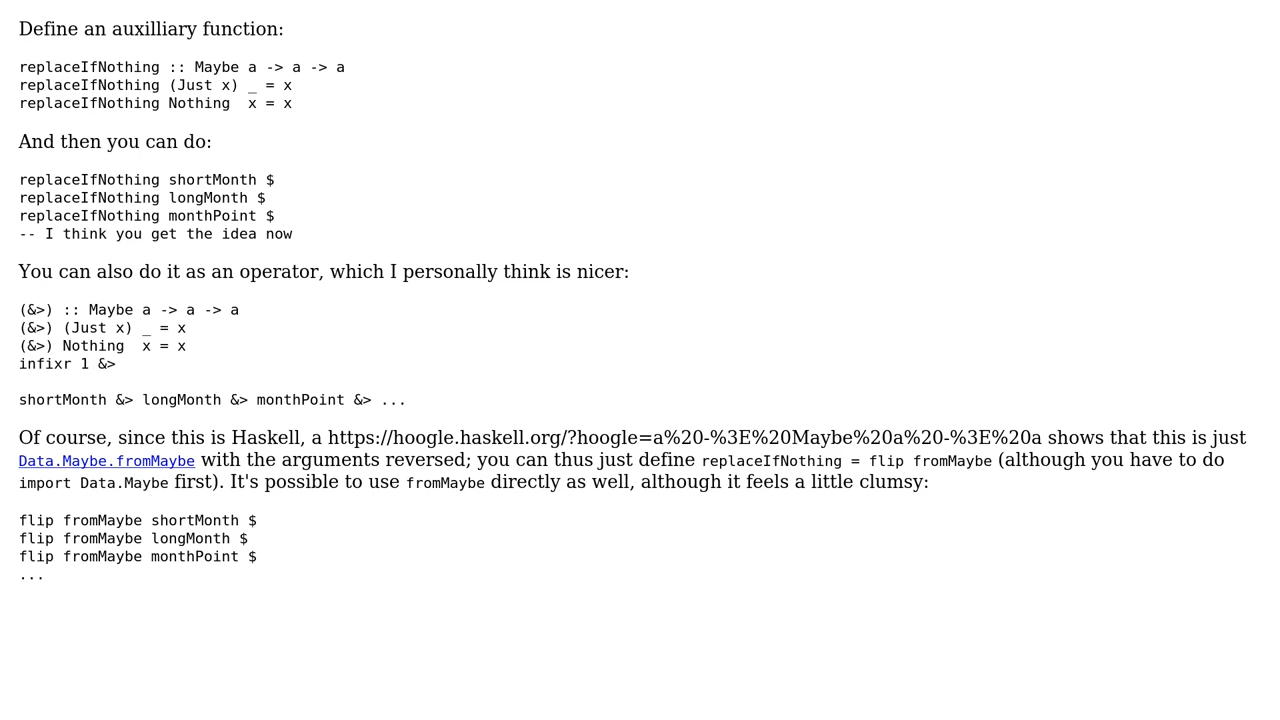 Define an auxilliary function:
replaceIfNothing :: Maybe a -> a -> a
replaceIfNothing (Just x) _ = x
replaceIfNothing Nothing  x = x
And then you can do:
replaceIfNothing shortMonth $
replaceIfNothing longMonth $
replaceIfNothing monthPoint $
-- I think you get the idea now
You can also do it as an operator, which I personally think is nicer:
(&>) :: Maybe a -> a -> a
(&>) (Just x) _ = x
(&>) Nothing  x = x
infixr 1 &>
shortMonth &> longMonth &> monthPoint &> ...
Of course, since this is Haskell, a https://hoogle.haskell.org/?hoogle=a%20-%3E%20Maybe%20a%20-%3E%20a shows that this is just
Data.Maybe.fromMaybe with the arguments reversed; you can thus just define replaceIfNothing = flip fromMaybe (although you have to do
import Data.Maybe first). It's possible to use fromMaybe directly as well, although it feels a little clumsy:
flip fromMaybe shortMonth $
flip fromMaybe longMonth $
flip fromMaybe monthPoint $
...